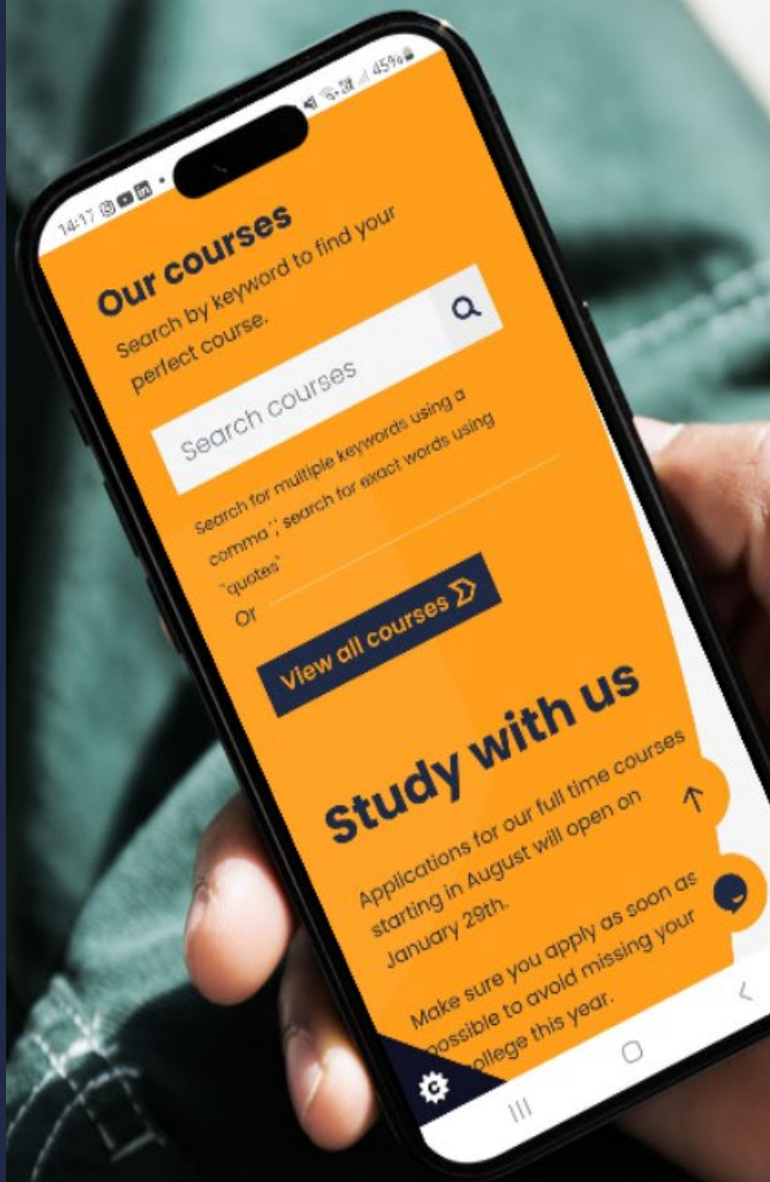 14:17
45%
Our courses
Search by keyword to find your
perfect course.
Search courses
Search for multiple keywords using a
comma ',', search for exact words using
"quotes"
Or
View all courses
Study with us
Applications for our full time courses
starting in August will open on
January 29th.
Make sure you apply as soon as
possible to avoid missing your
ollege this year.